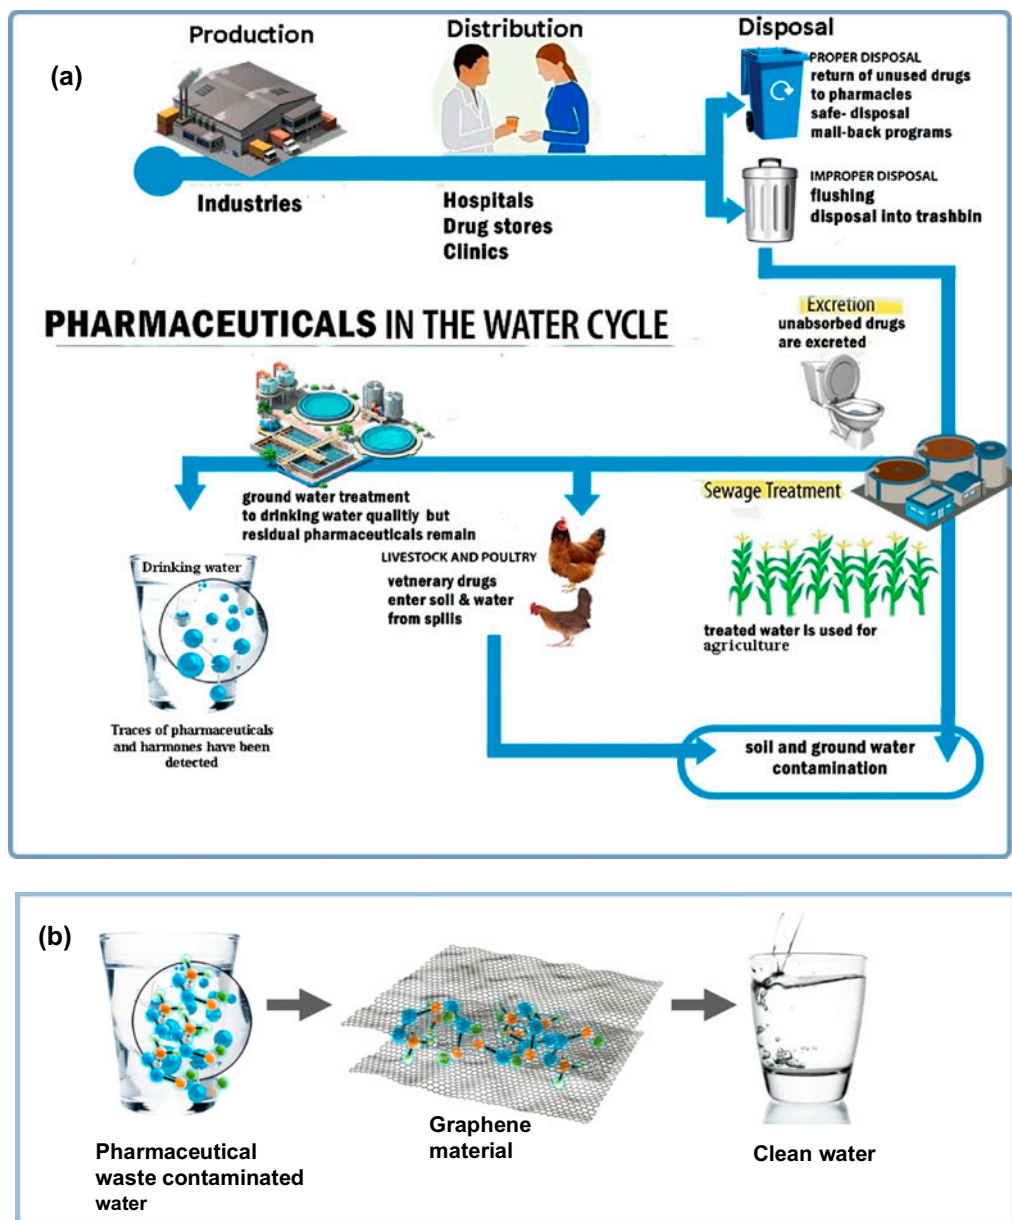 (a)
Production
Distribution
Disposal
PROPER DISPOSAL
return of unused drugs
to pharmacies
safe- disposal
mail-back programs
IMPROPER DISPOSAL
flushing
disposal into trashbin
Industries
Hospitals
Drug stores
Clinics
PHARMACEUTICALS IN THE WATER CYCLE
Excretion
unabsorbed drugs
are excreted
Sewage Treatment
ground water treatment
to drinking water qualitiy but
residual pharmaceuticals remain
LIVESTOCK AND POULTRY
vetnerary drugs
enter soil & water
from spills
treated water is used for
agriculture
Drinking water
Traces of pharmaceuticals
and harmones have been
detected
soil and ground water
contamination
(b)
Pharmaceutical
waste contaminated
water
Graphene
material
Clean water